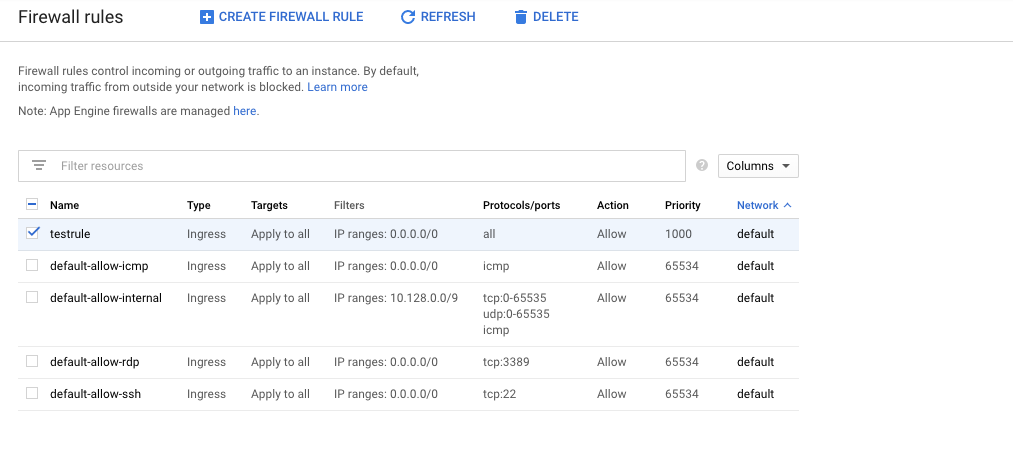 Firewall rules CREATE FIREWALL RULE REFRESH DELETE
Firewall rules control incoming or outgoing traffic to an instance. By default,
incoming traffic from outside your network is blocked. Learn more
Note: App Engine firewalls are managed here.
Filter resources ? Columns
Name Type Targets Filters Protocols/ports Action Priority Network
testrule Ingress Apply to all IP ranges: 0.0.0.0/0 all Allow 1000 default
default-allow-icmp Ingress Apply to all IP ranges: 0.0.0.0/0 icmp Allow 65534 default
default-allow-internal Ingress Apply to all IP ranges: 10.128.0.0/9 tcp:0-65535 Allow 65534 default
udp:0-65535
icmp
default-allow-rdp Ingress Apply to all IP ranges: 0.0.0.0/0 tcp:3389 Allow 65534 default
default-allow-ssh Ingress Apply to all IP ranges: 0.0.0.0/0 tcp:22 Allow 65534 default